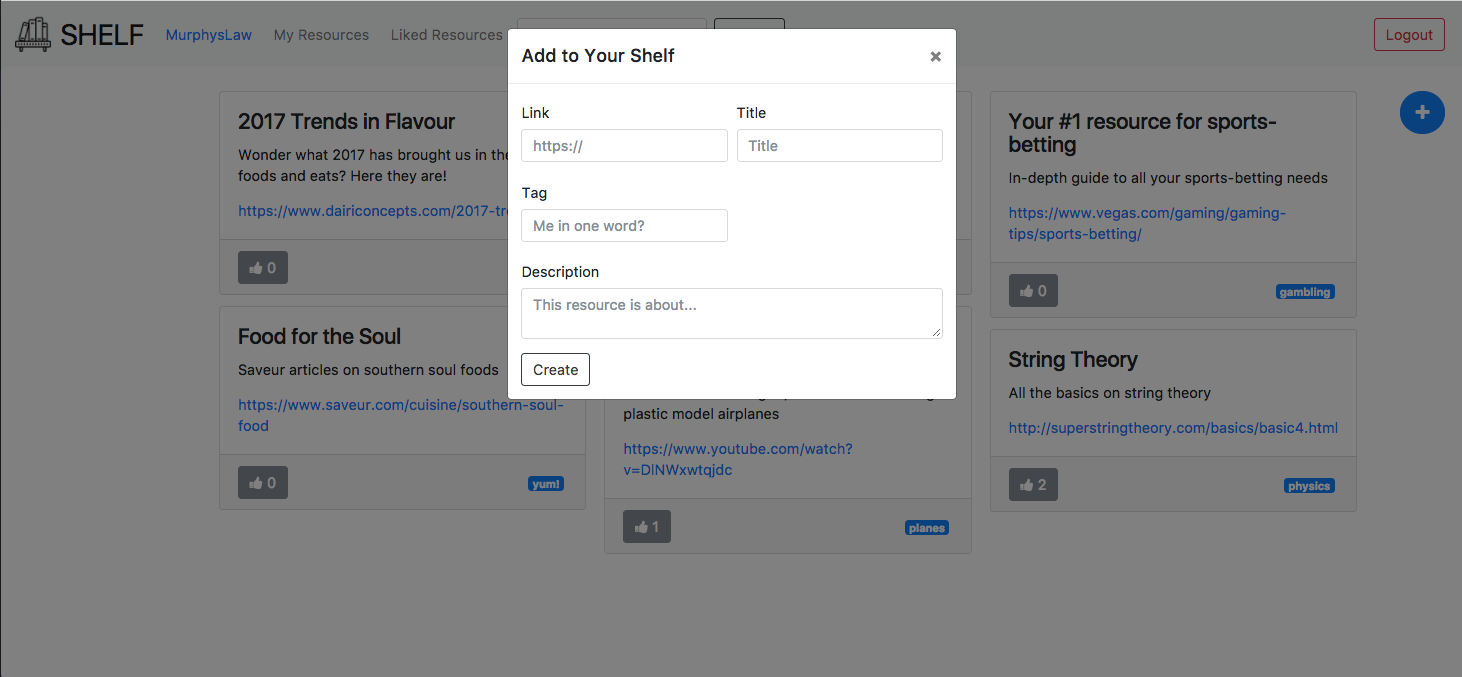 SHELF MurphysLaw My Resources Liked Resources Logout
Add to Your Shelf ×
Link Title
https:// Title
Tag
Me in one word?
Description
This resource is about...
Create
2017 Trends in Flavour
Wonder what 2017 has brought us in the
foods and eats? Here they are!
https://www.dairiconcepts.com/2017-tre
0
Food for the Soul
Saveur articles on southern soul foods
https://www.saveur.com/cuisine/southern-soul-
food
0 yum!
plastic model airplanes
https://www.youtube.com/watch?
v=DlNWxwtqjdc
1 planes
Your #1 resource for sports-
betting
In-depth guide to all your sports-betting needs
https://www.vegas.com/gaming/gaming-
tips/sports-betting/
0 gambling
String Theory
All the basics on string theory
http://superstringtheory.com/basics/basic4.html
2 physics